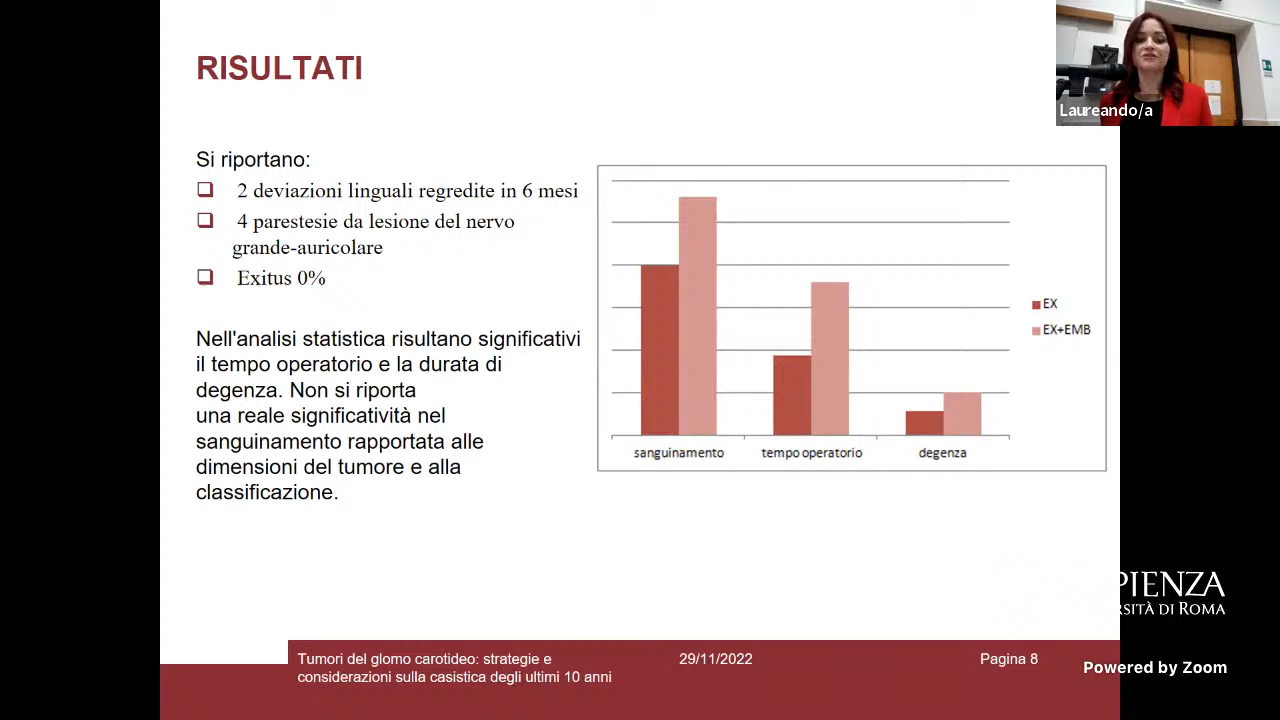 RISULTATI
Laureando/a
Si riportano:
2 deviazioni linguali regredite in 6 mesi
4 parestesie da lesione del nervo
grande-auricolare
Exitus 0%
Nell'analisi statistica risultano significativi
il tempo operatorio e la durata di
degenza. Non si riporta
una reale significatività nel
sanguinamento rapportata alle
dimensioni del tumore e alla
classificazione.
EX
EX+EMB
sanguinamento tempo operatorio degenza
PIENZA
RSITÀ DI ROMA
Tumori del glomo carotideo: strategie e
considerazioni sulla casistica degli ultimi 10 anni
29/11/2022
Pagina 8
Powered by Zoom